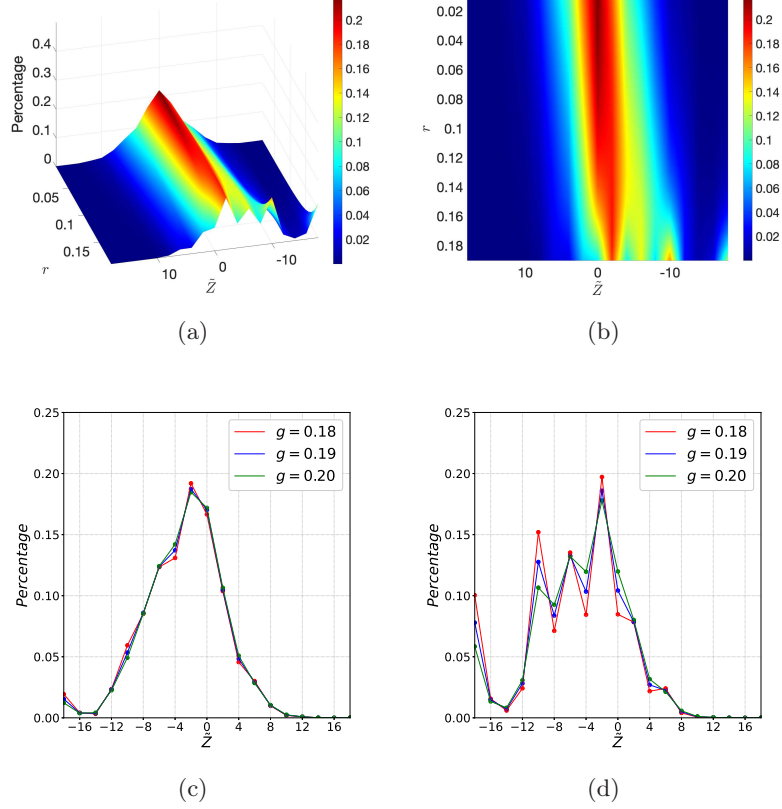 0.4
0.3
0.2
0.1
0
Percentage
0.05
0.1
0.15
r
10
0
-10
Z̃
0.2
0.18
0.16
0.14
0.12
0.1
0.08
0.06
0.04
0.02
(a)
0.02
0.04
0.06
0.08
0.1
0.12
0.14
0.16
0.18
r
10
0
-10
Z̃
0.2
0.18
0.16
0.14
0.12
0.1
0.08
0.06
0.04
0.02
(b)
0.25
0.20
0.15
0.10
0.05
0.00
Percentage
−16 −12 −8 −4 0 4 8 12 16
Z̃
g = 0.18
g = 0.19
g = 0.20
(c)
0.25
0.20
0.15
0.10
0.05
0.00
Percentage
−16 −12 −8 −4 0 4 8 12 16
Z̃
g = 0.18
g = 0.19
g = 0.20
(d)